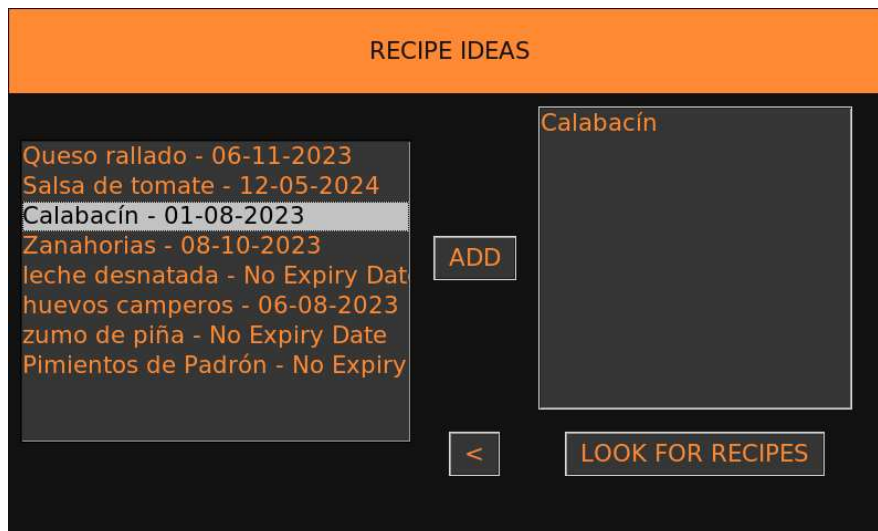 RECIPE IDEAS
Queso rallado - 06-11-2023
Salsa de tomate - 12-05-2024
Calabacín - 01-08-2023
Zanahorias - 08-10-2023
leche desnatada - No Expiry Dat
huevos camperos - 06-08-2023
zumo de piña - No Expiry Date
Pimientos de Padrón - No Expiry
ADD
Calabacín
<
LOOK FOR RECIPES